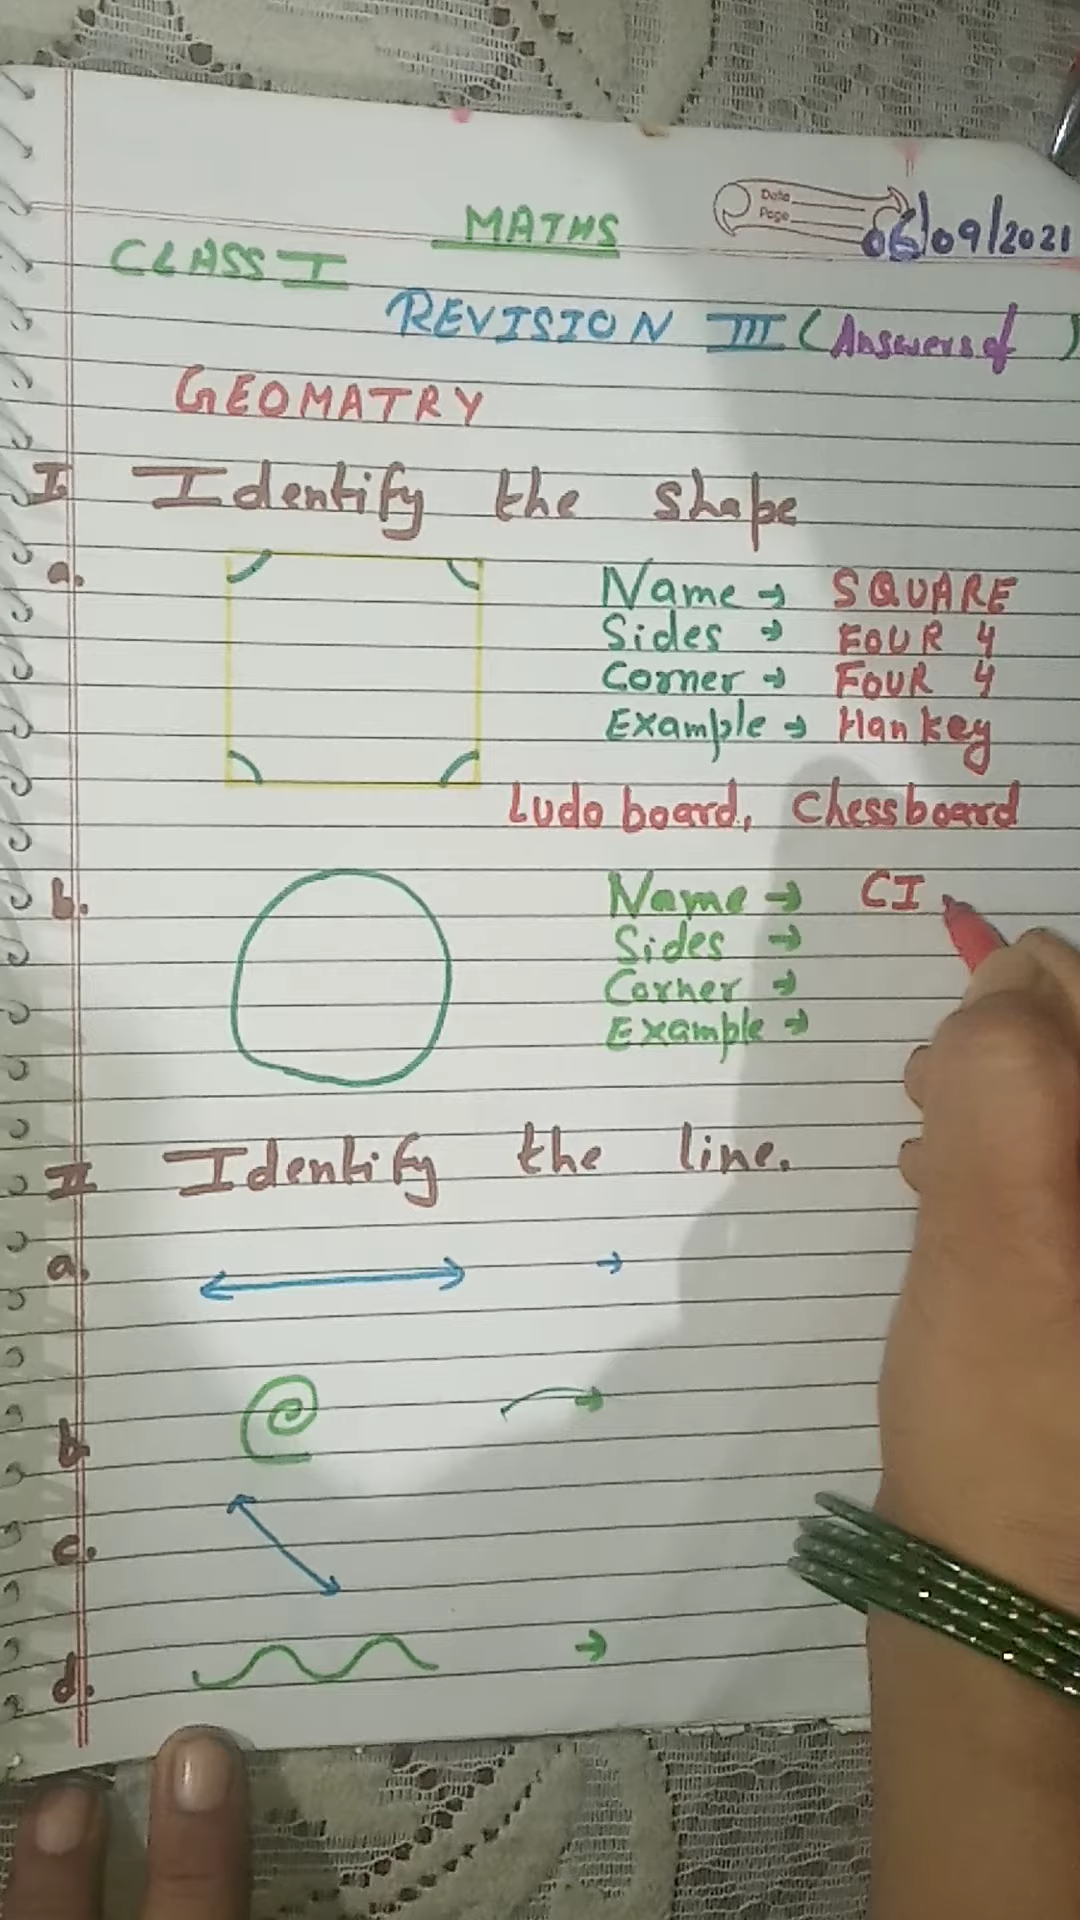 Date
Page
06/09/2021
MATHS
CLASS I
REVISION III (Answers of )
GEOMATRY
I. Identify the shape
a.
Name → SQUARE
Sides → FOUR 4
Corner → FOUR 4
Example → Hankey
Ludo board, Chessboard
b.
Name → CI
Sides →
Corner →
Example →
II Identify the line.
a. →
b. →
c.
d. →